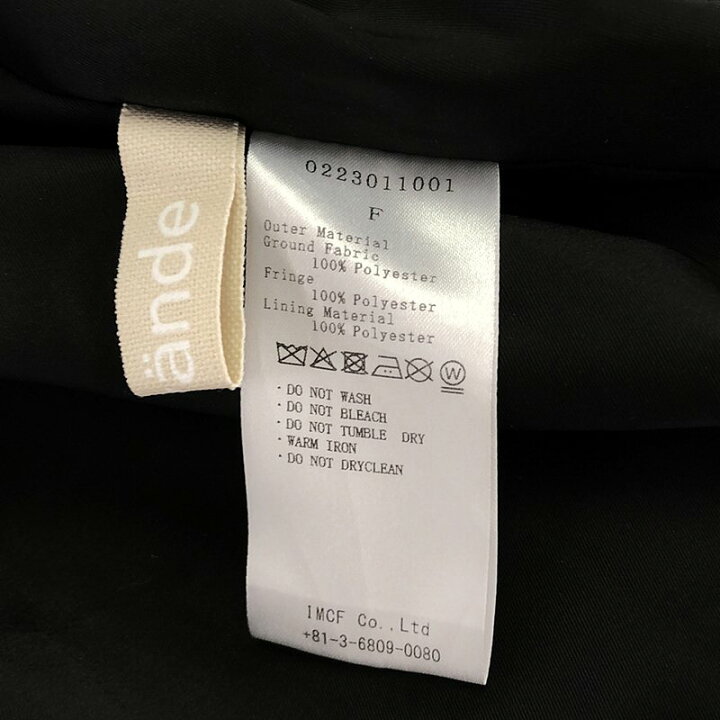 ände
0223011001
F
Outer Material
Ground Fabric
100% Polyester
Fringe
100% Polyester
Lining Material
100% Polyester
W
・DO NOT WASH
・DO NOT BLEACH
・DO NOT TUMBLE DRY
・WARM IRON
・DO NOT DRYCLEAN
IMCF Co.,Ltd
+81-3-6809-0080